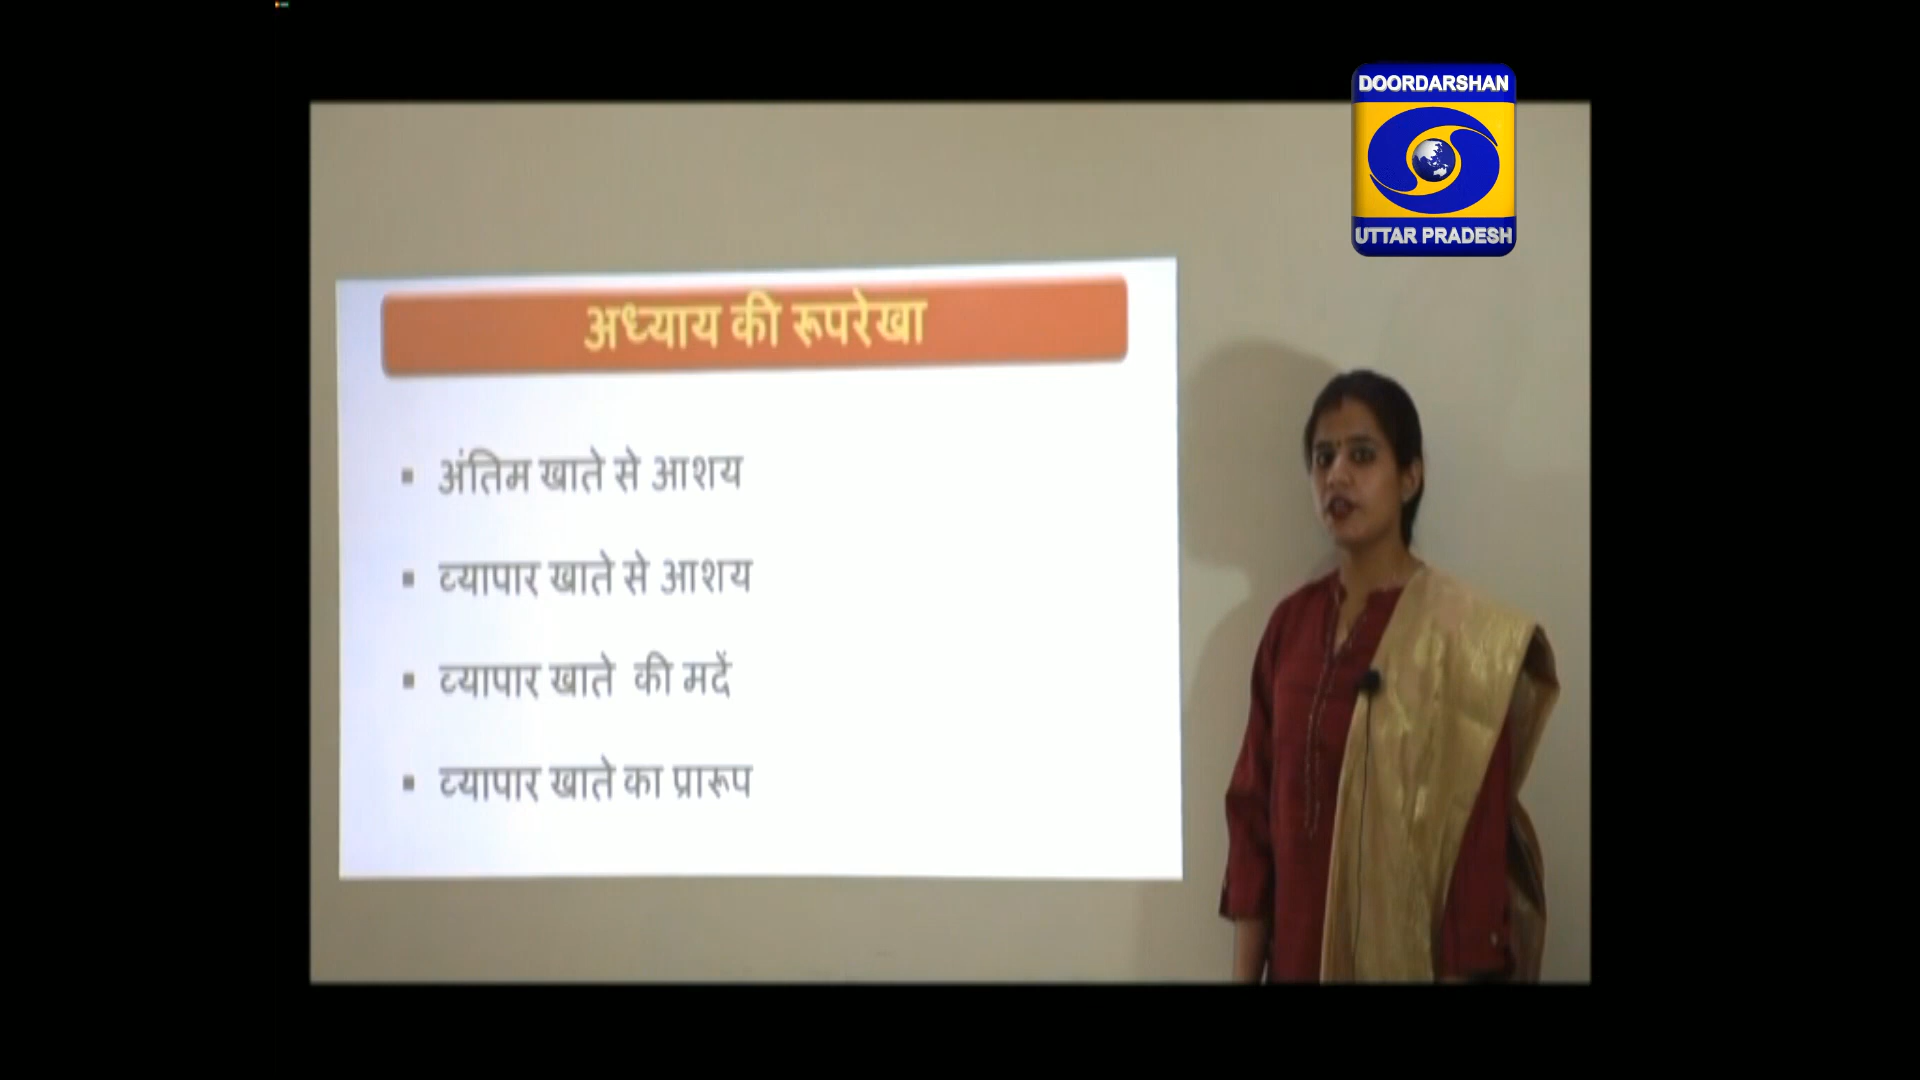 DOORDARSHAN
UTTAR PRADESH
अध्याय की रूपरेखा
▪ अंतिम खाते से आशय
▪ व्यापार खाते से आशय
▪ व्यापार खाते की मदें
▪ व्यापार खाते का प्रारूप